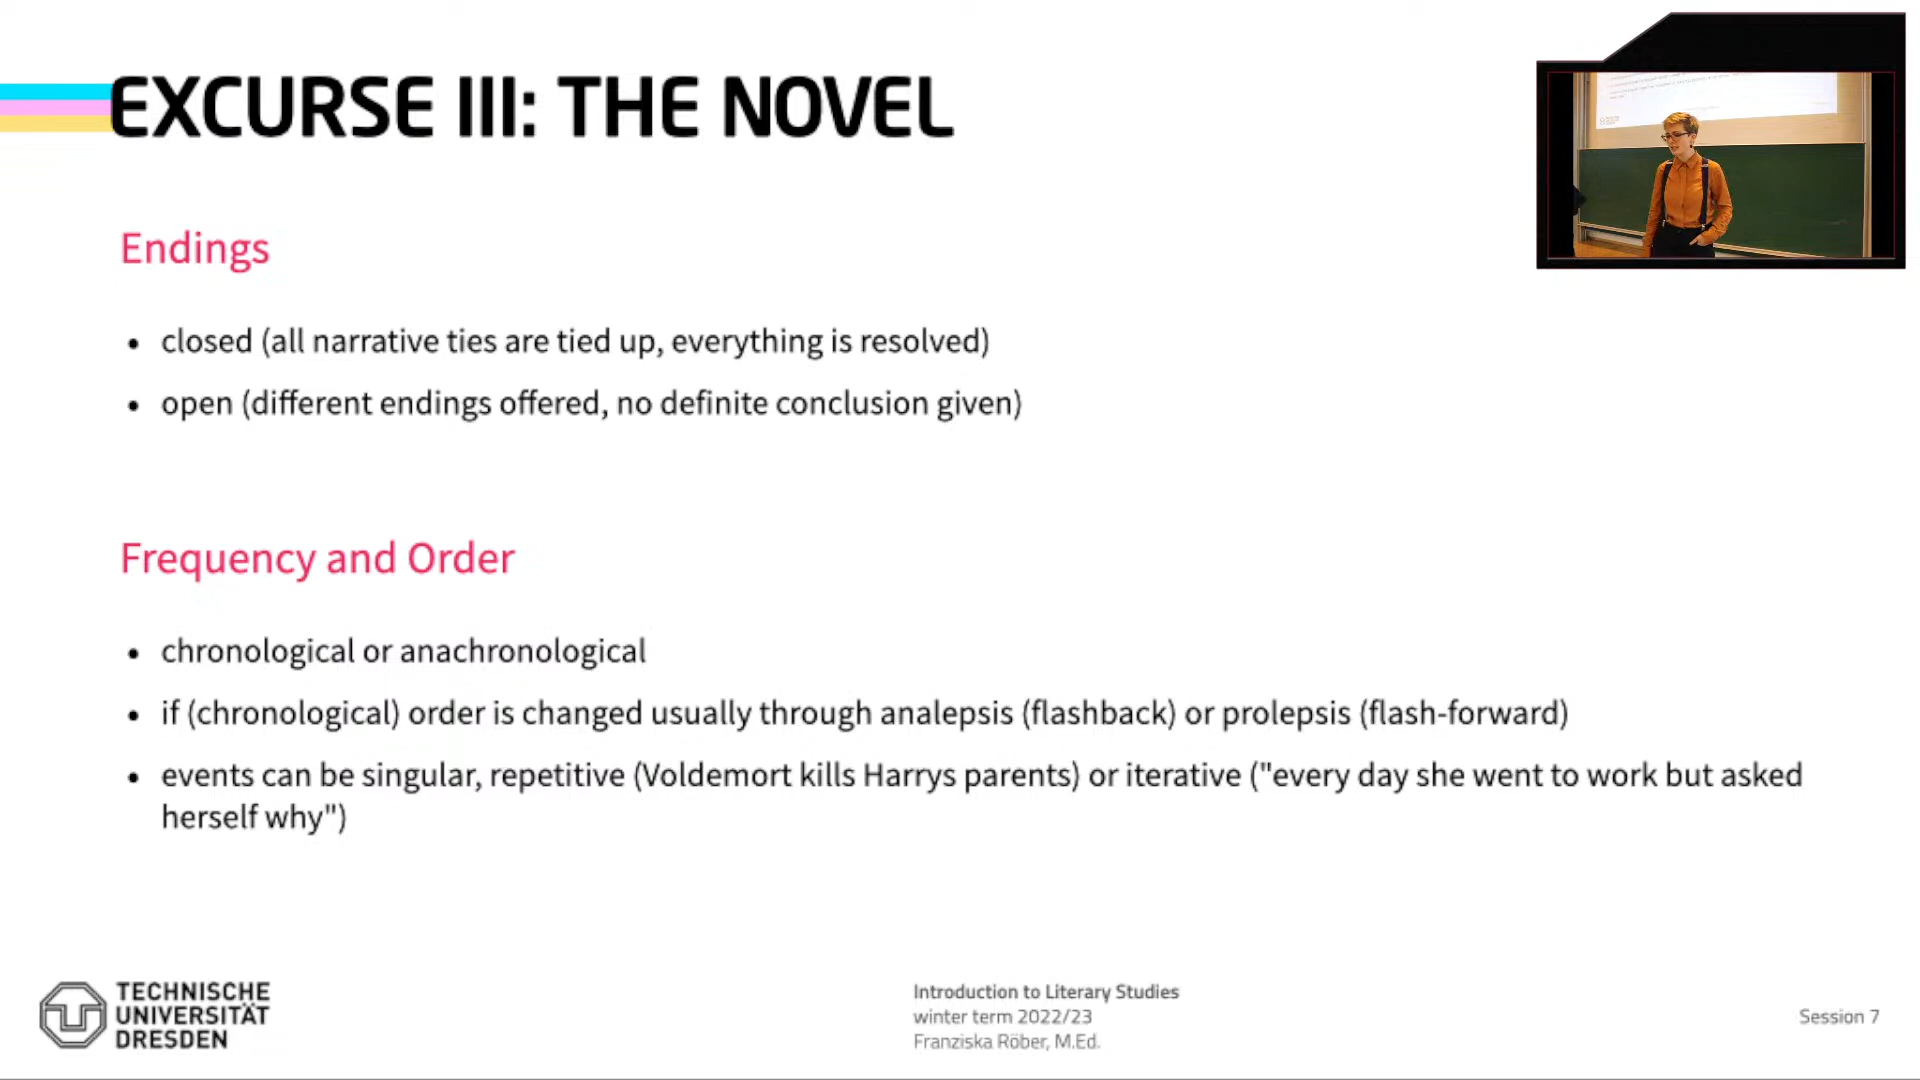 EXCURSE III: THE NOVEL
Endings
• closed (all narrative ties are tied up, everything is resolved)
• open (different endings offered, no definite conclusion given)
Frequency and Order
• chronological or anachronological
• if (chronological) order is changed usually through analepsis (flashback) or prolepsis (flash-forward)
• events can be singular, repetitive (Voldemort kills Harrys parents) or iterative ("every day she went to work but asked
herself why")
TECHNISCHE
UNIVERSITÄT
DRESDEN
Introduction to Literary Studies
winter term 2022/23
Franziska Röber, M.Ed.
Session 7